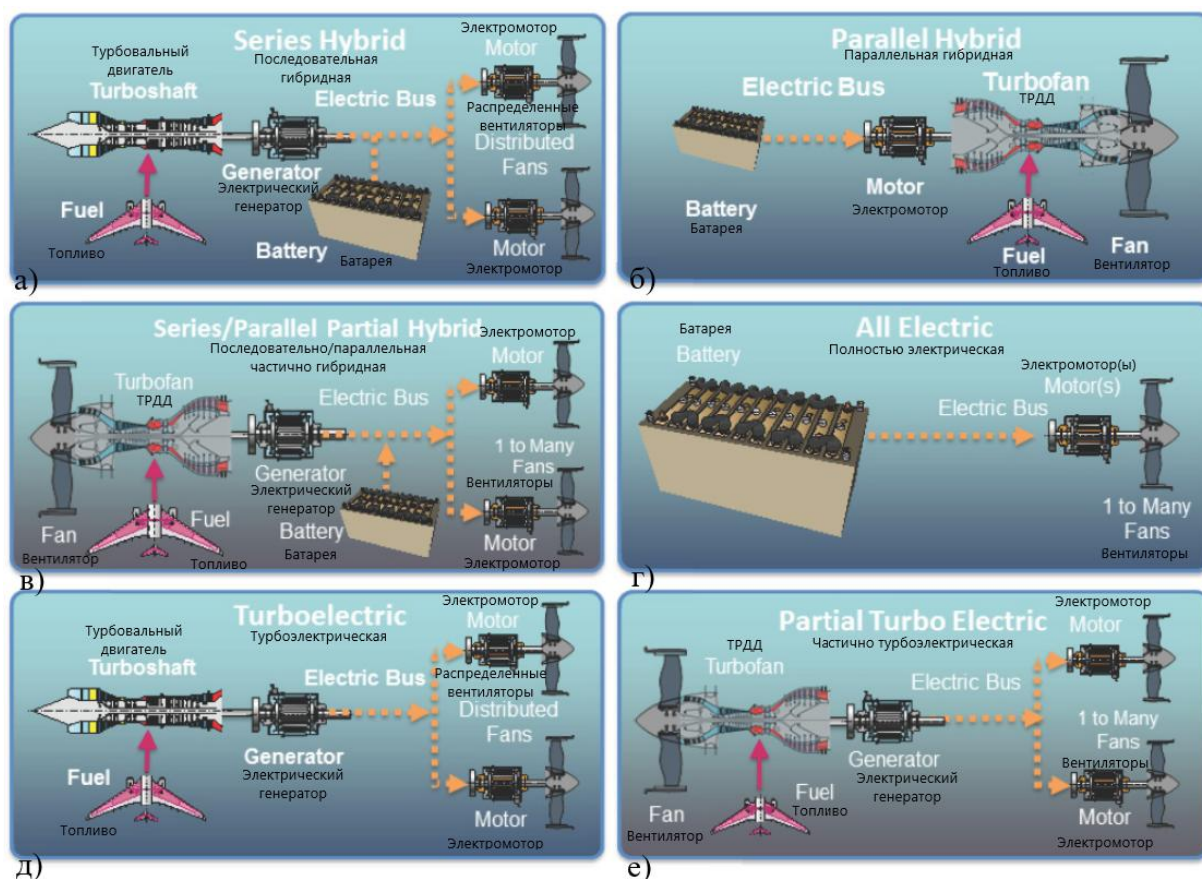 Series Hybrid
Последовательная
гибридная
Турбовальный
двигатель
Turboshaft
Electric Bus
Электромотор
Motor
Распределенные
вентиляторы
Distributed
Fans
Generator
Электрический
генератор
Fuel
Топливо
Battery
Батарея
Motor
Электромотор
а)
Parallel Hybrid
Параллельная гибридная
Electric Bus
Turbofan
ТРДД
Motor
Электромотор
Battery
Батарея
Fuel
Топливо
Fan
Вентилятор
б)
Series/Parallel Partial Hybrid
Последовательно/параллельная
частично гибридная
Электромотор
Motor
Turbofan
ТРДД
Electric Bus
Generator
Электрический
генератор
1 to Many
Fans
Вентиляторы
Fan
Вентилятор
Fuel
Топливо
Battery
Батарея
Motor
Электромотор
в)
All Electric
Полностью электрическая
Батарея
Battery
Electric Bus
Электромотор(ы)
Motor(s)
1 to Many
Fans
Вентиляторы
г)
Turboelectric
Турбоэлектрическая
Турбовальный
двигатель
Turboshaft
Electric Bus
Электромотор
Motor
Распределенные
вентиляторы
Distributed
Fans
Generator
Электрический
генератор
Fuel
Топливо
Motor
Электромотор
д)
Partial Turbo Electric
Частично турбоэлектрическая
Электромотор
Motor
ТРДД
Turbofan
Electric Bus
Generator
Электрический
генератор
1 to Many
Fans
Вентиляторы
Fan
Вентилятор
Fuel
Топливо
Motor
Электромотор
е)